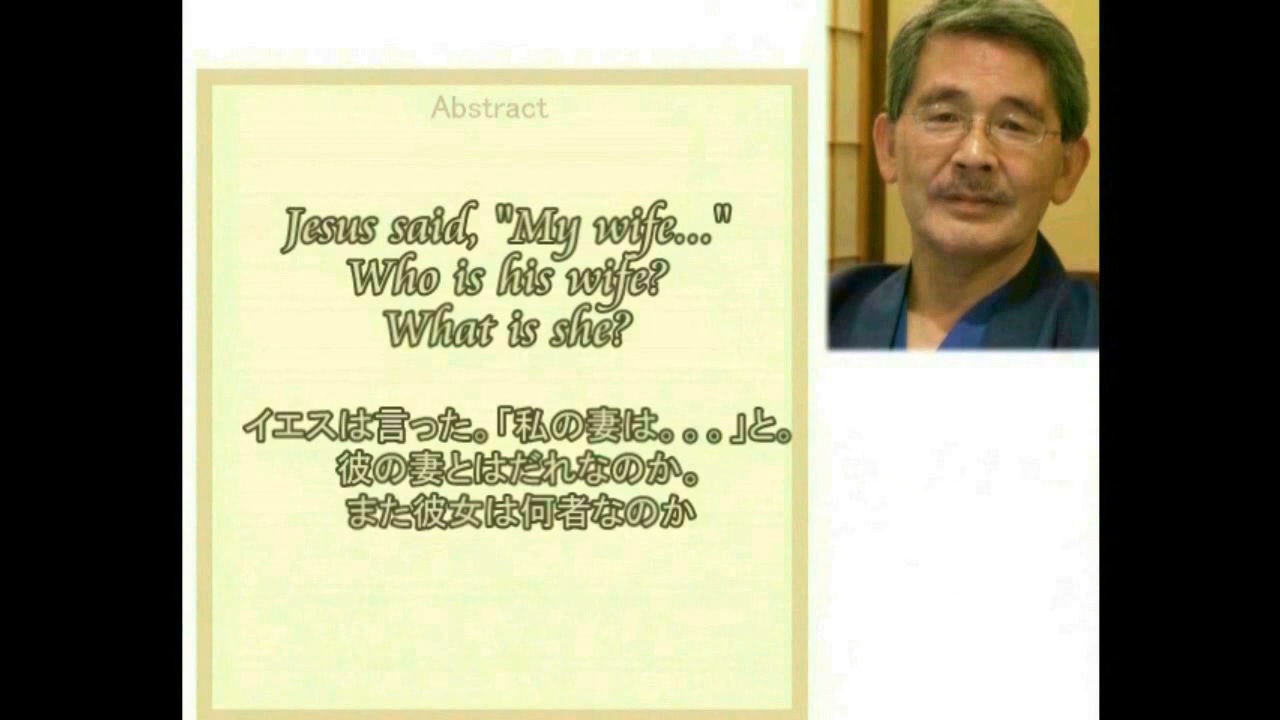 Abstract
Jesus said, "My wife..."
Who is his wife?
What is she?
イエスは言った。「私の妻は。。。」と。
彼の妻とはだれなのか。
また彼女は何者なのか